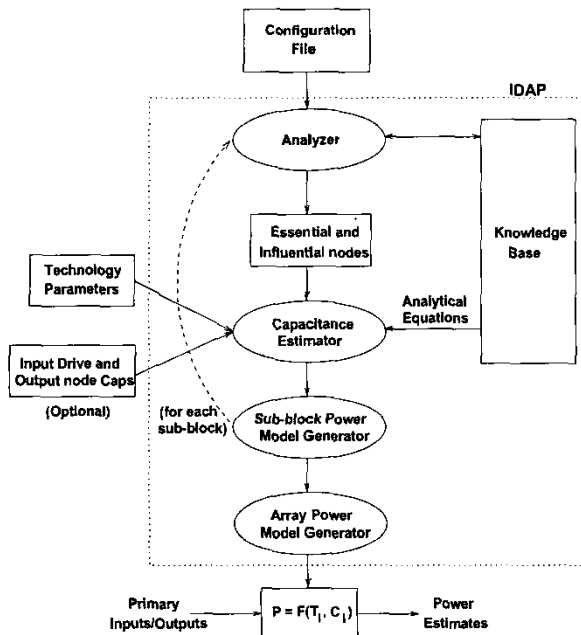 Configuration
File
IDAP
Analyzer
Essential and
Influential nodes
Knowledge
Base
Technology
Parameters
Analytical
Equations
Capacitance
Estimator
Input Drive and
Output node Caps
(Optional)
(for each
sub-block)
Sub-block Power
Model Generator
Array Power
Model Generator
Primary
Inputs/Outputs
P = F(T_i, C_i)
Power
Estimates